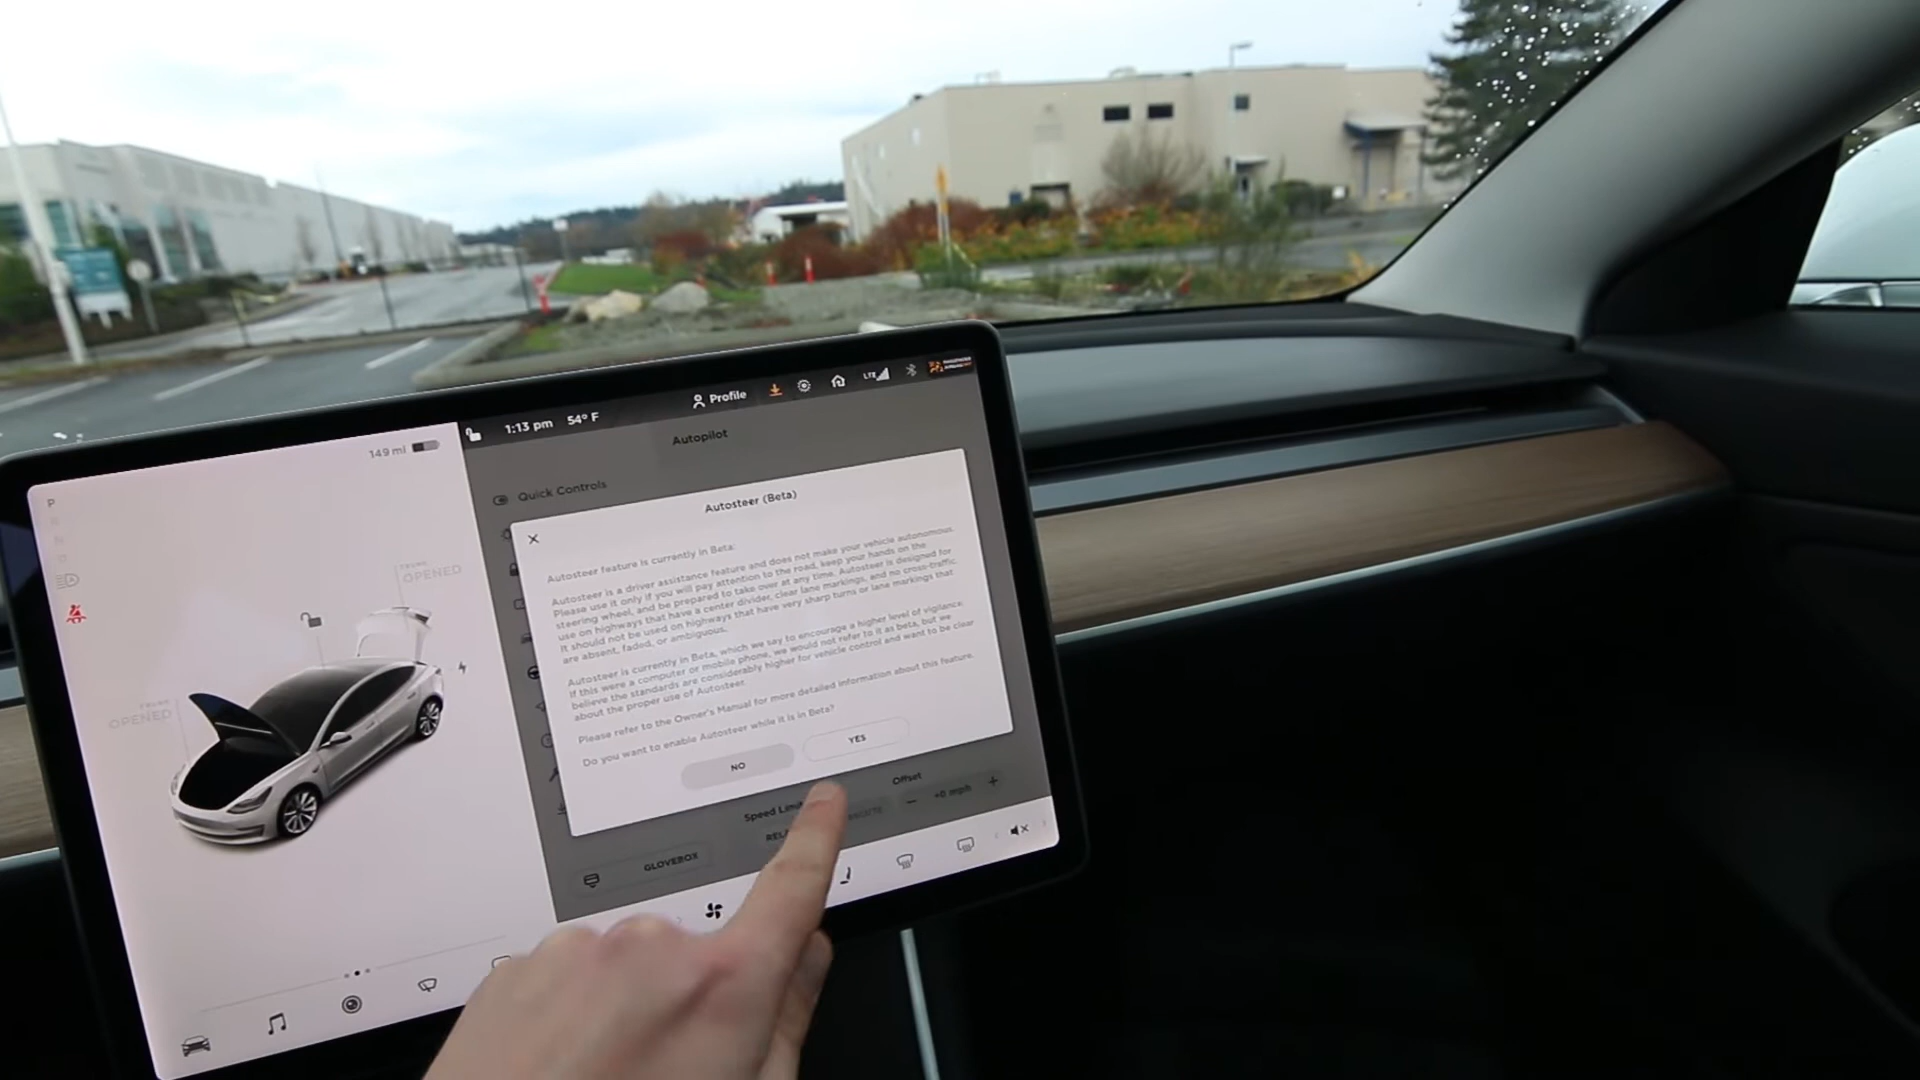 149 mi
P
TRUNK
OPENED
TRUNK
OPENED
1:13 pm 54° F
Profile
LTE
Autopilot
Quick Controls
Autosteer (Beta)
Autosteer feature is currently in Beta:
Autosteer is a driver assistance feature and does not make your vehicle autonomous.
Please use it only if you will pay attention to the road, keep your hands on the
steering wheel, and be prepared to take over at any time. Autosteer is designed for
use on highways that have a center divider, clear lane markings, and no cross-traffic.
It should not be used on highways that have very sharp turns or lane markings that
are absent, faded, or ambiguous.
Autosteer is currently in Beta, which we say to encourage a higher level of vigilance.
If this were a computer or mobile phone, we would not refer to it as beta, but we
believe the standards are considerably higher for vehicle control and want to be clear
about the proper use of Autosteer.
Please refer to the Owner's Manual for more detailed information about this feature.
Do you want to enable Autosteer while it is in Beta?
NO
YES
Speed Limi
Offset
+0 mph
REL
GLOVEBOX